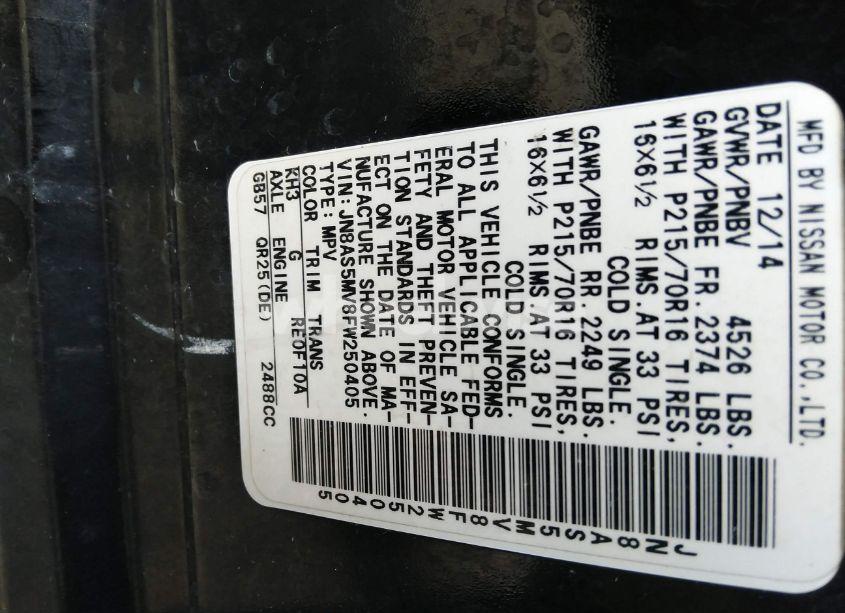 MFD BY NISSAN MOTOR CO.,LTD.
DATE 12/14
GVWR/PNBV 4526 LBS.
GAWR/PNBE FR. 2374 LBS.
WITH P215/70R16 TIRES,
16X6½ RIMS.AT 33 PSI
COLD SINGLE.
GAWR/PNBE RR. 2249 LBS.
WITH P215/70R16 TIRES,
16X6½ RIMS.AT 33 PSI
COLD SINGLE.
THIS VEHICLE CONFORMS
TO ALL APPLICABLE FED-
ERAL MOTOR VEHICLE SA-
FETY AND THEFT PREVEN-
TION STANDARDS IN EFF-
ECT ON THE DATE OF MA-
NUFACTURE SHOWN ABOVE.
VIN: JN8AS5MV8FW250405
TYPE: MPV
COLOR TRIM TRANS
KH3 G RE0F10A
AXLE ENGINE
GB57 QR25(DE) 2488CC
JN8AS5MV8FW250405